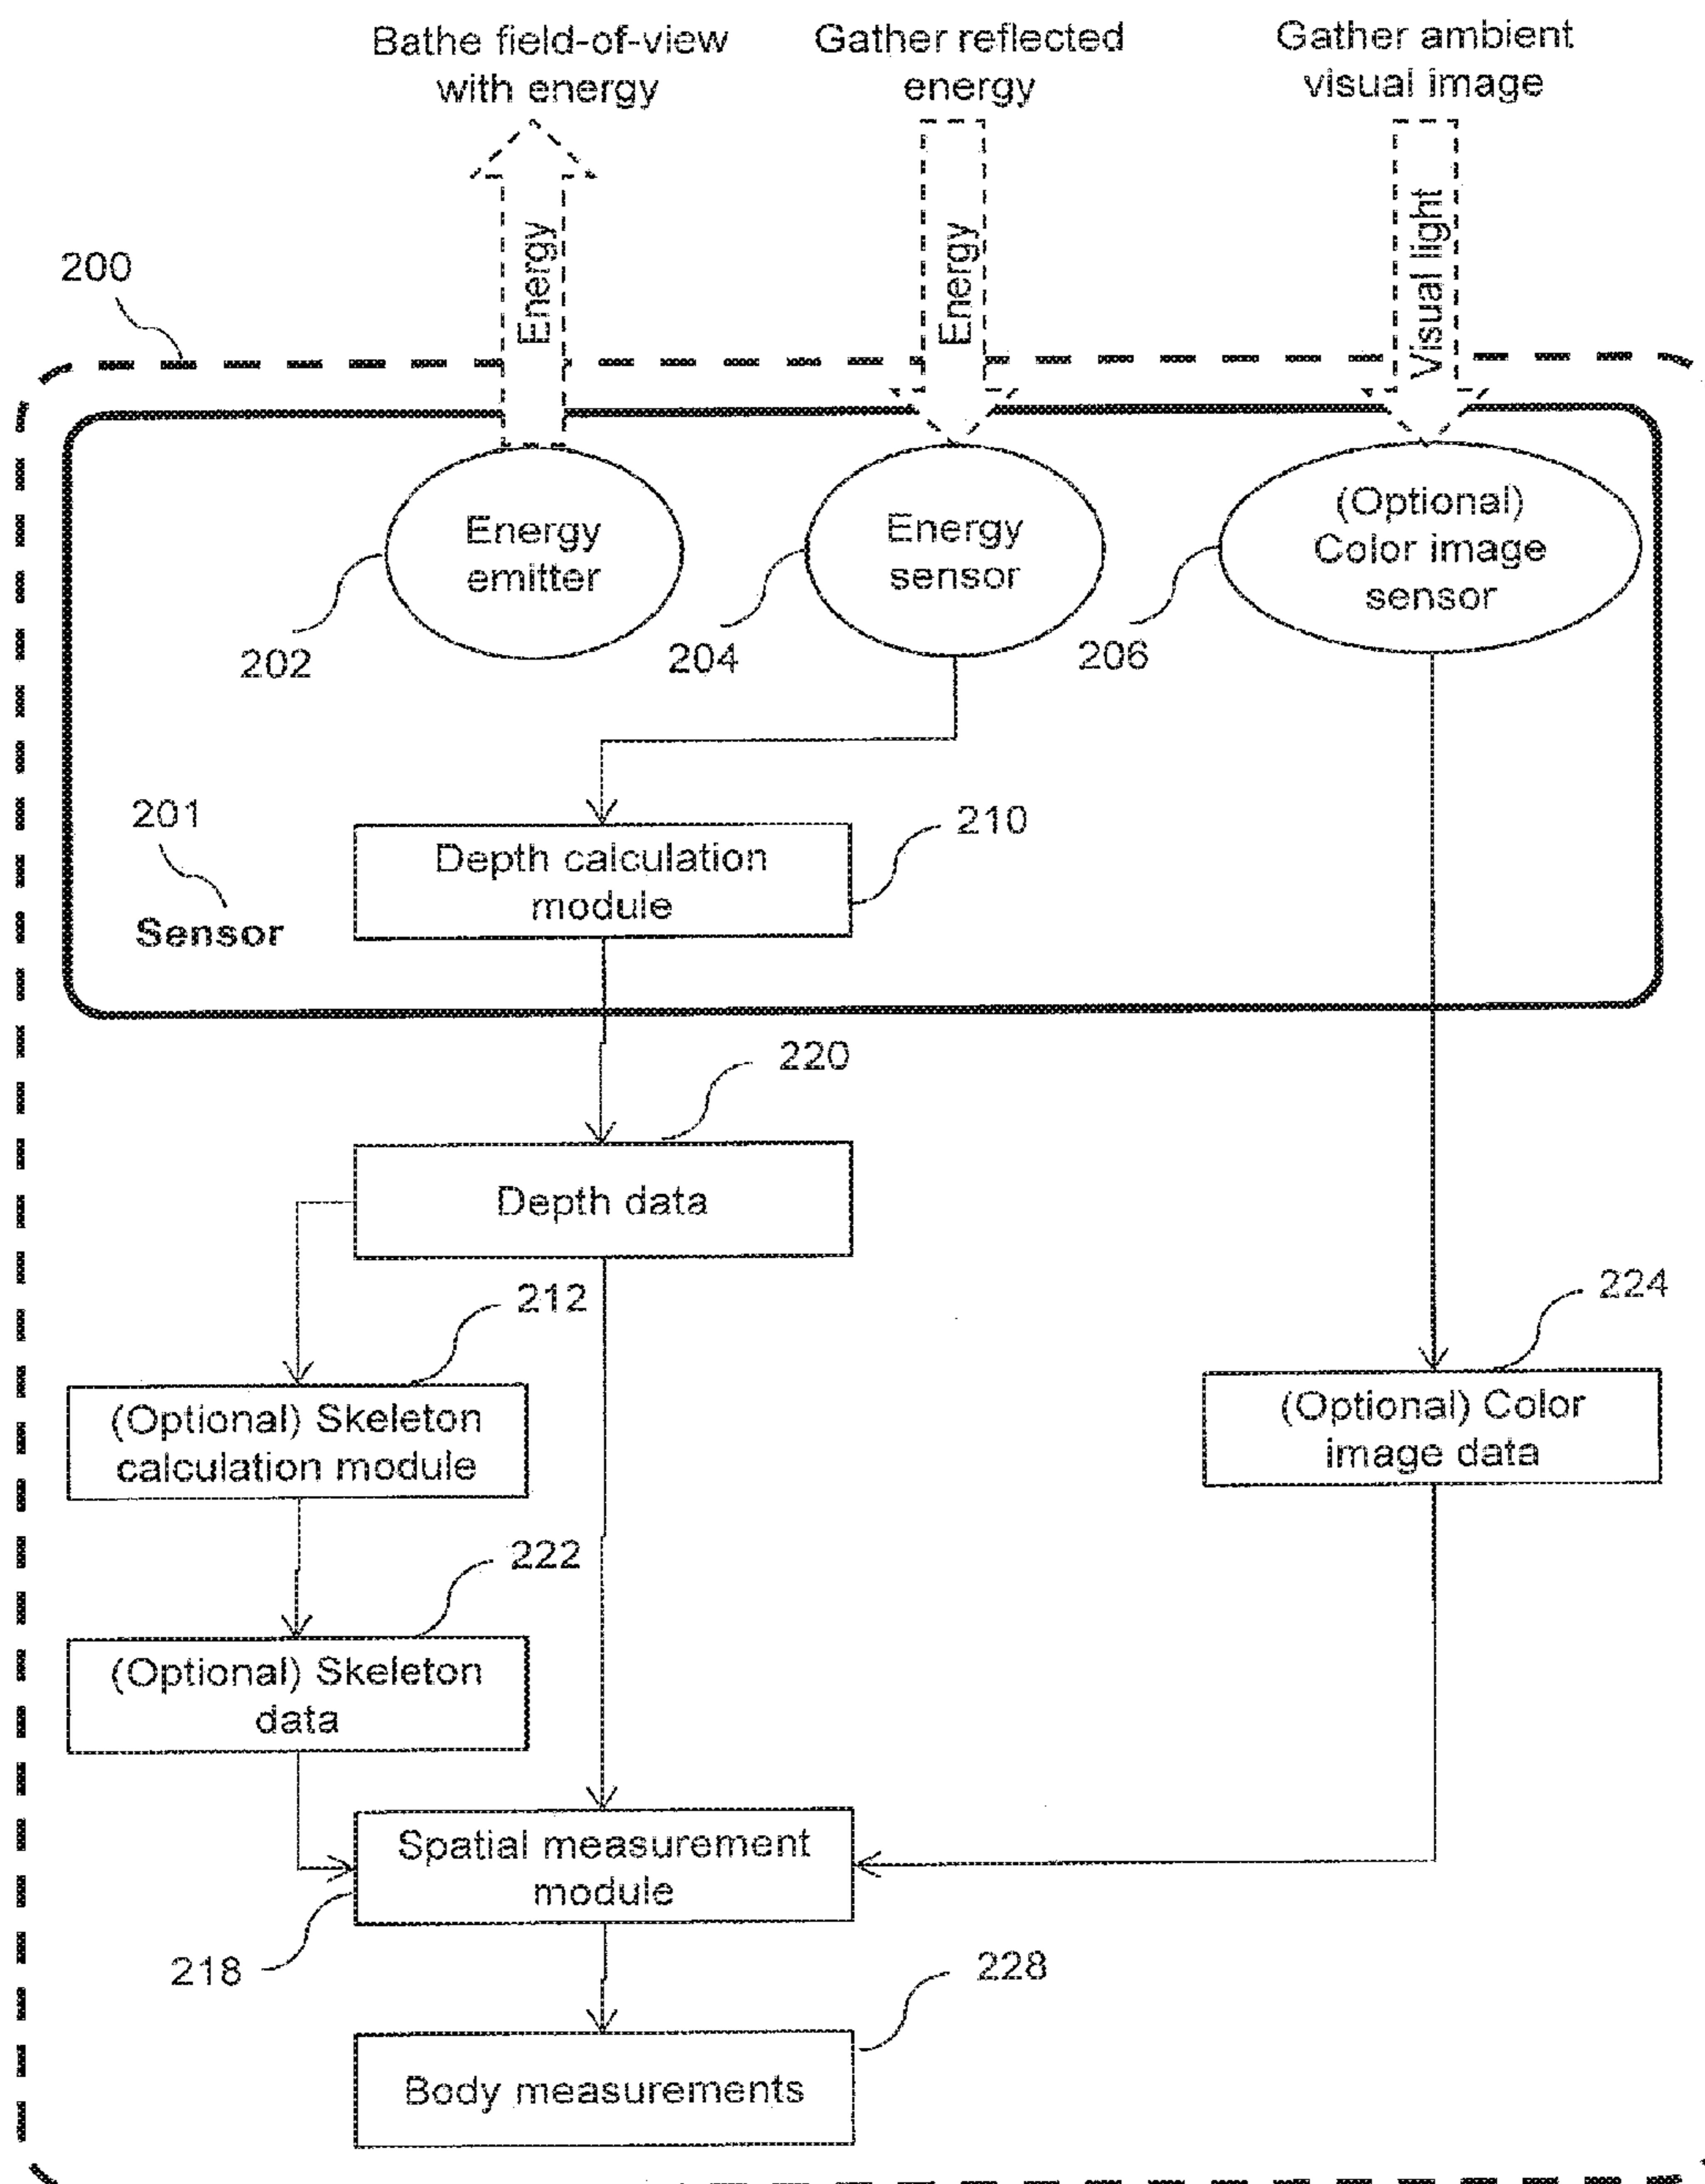 Bathe field-of-view
with energy
Gather reflected
energy
Gather ambient
visual image
Energy
Energy
Visual light
200
Energy
emitter
Energy
sensor
(Optional)
Color image
sensor
202
204
206
201
Sensor
Depth calculation
module
210
220
Depth data
212
224
(Optional) Skeleton
calculation module
(Optional) Color
image data
222
(Optional) Skeleton
data
Spatial measurement
module
218
228
Body measurements